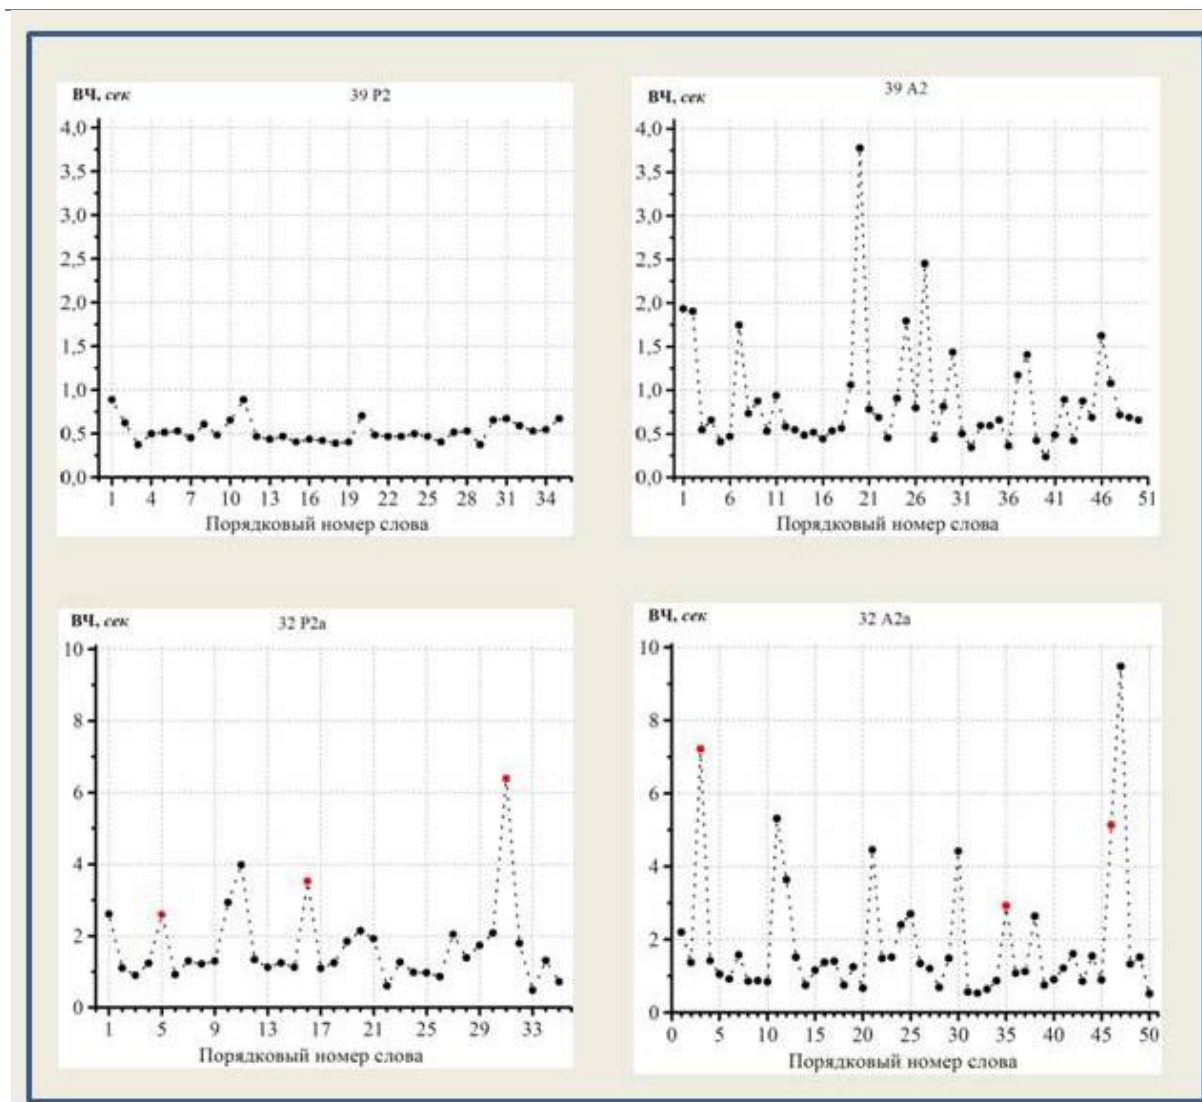 ВЧ, сек 39 Р2
4,0
3,5
3,0
2,5
2,0
1,5
1,0
0,5
0,0
1 4 7 10 13 16 19 22 25 28 31 34
Порядковый номер слова
ВЧ, сек 39 А2
4,0
3,5
3,0
2,5
2,0
1,5
1,0
0,5
0,0
1 6 11 16 21 26 31 36 41 46 51
Порядковый номер слова
ВЧ, сек 32 Р2а
10
8
6
4
2
0
1 5 9 13 17 21 25 29 33
Порядковый номер слова
ВЧ, сек 32 А2а
10
8
6
4
2
0
0 5 10 15 20 25 30 35 40 45 50
Порядковый номер слова